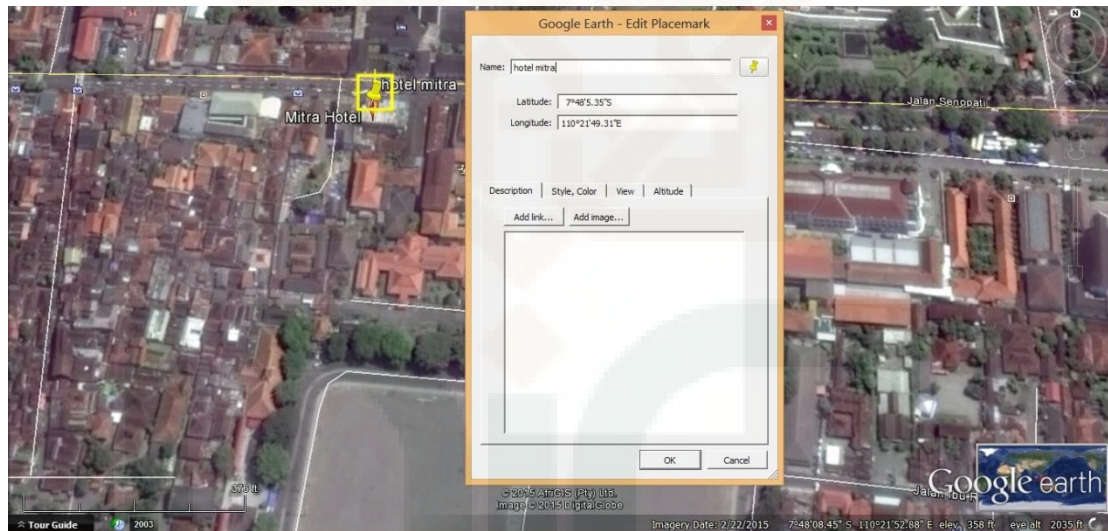 Google Earth - Edit Placemark
Name: hotel mitra
Latitude: 7°48'5.35"S
Longitude: 110°21'49.31"E
Description
Style, Color
View
Altitude
Add link...
Add image...
OK
Cancel
hotel mitra
Mitra Hotel
Jalan Senopati
N
376 ft
© 2015 AfriGIS (Pty) Ltd.
Image © 2015 DigitalGlobe
Google earth
Tour Guide
2003
Imagery Date: 2/22/2015 7°48'08.45" S 110°21'52.88" E elev 358 ft eye alt 2035 ft